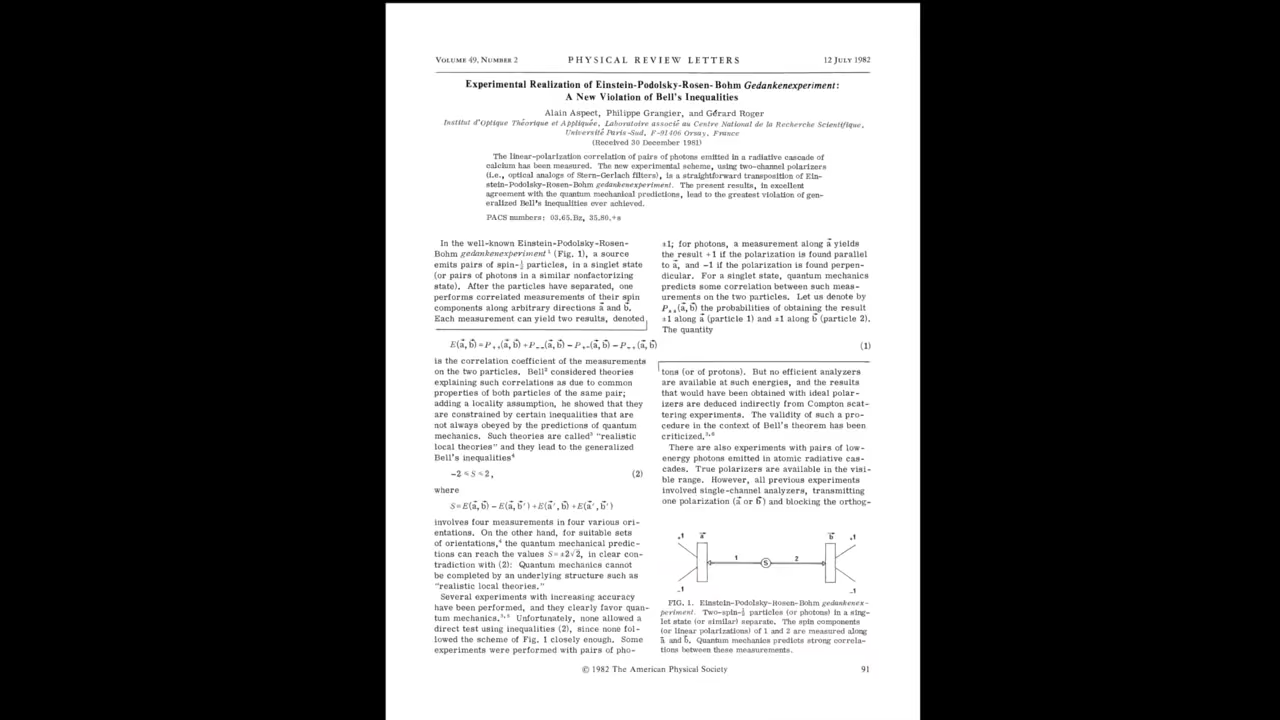 VOLUME 49, NUMBER 2 PHYSICAL REVIEW LETTERS 12 JULY 1982
Experimental Realization of Einstein-Podolsky-Rosen-Bohm Gedankenexperiment:
A New Violation of Bell's Inequalities
Alain Aspect, Philippe Grangier, and Gérard Roger
Institut d'Optique Théorique et Appliquée, Laboratoire associé au Centre National de la Recherche Scientifique,
Université Paris-Sud, F-91406 Orsay, France
(Received 30 December 1981)
The linear-polarization correlation of pairs of photons emitted in a radiative cascade of
calcium has been measured. The new experimental scheme, using two-channel polarizers
(i.e., optical analogs of Stern-Gerlach filters), is a straightforward transposition of Ein-
stein-Podolsky-Rosen-Bohm gedankenexperiment. The present results, in excellent
agreement with the quantum mechanical predictions, lead to the greatest violation of gen-
eralized Bell's inequalities ever achieved.
PACS numbers: 03.65.Bz, 35.80.+s
In the well-known Einstein-Podolsky-Rosen-
Bohm gedankenexperiment¹ (Fig. 1), a source
emits pairs of spin-½ particles, in a singlet state
(or pairs of photons in a similar nonfactorizing
state). After the particles have separated, one
performs correlated measurements of their spin
components along arbitrary directions a⃗ and b⃗.
Each measurement can yield two results, denoted
±1; for photons, a measurement along a⃗ yields
the result +1 if the polarization is found parallel
to a⃗, and −1 if the polarization is found perpen-
dicular. For a singlet state, quantum mechanics
predicts some correlation between such meas-
urements on the two particles. Let us denote by
P±±(a⃗, b⃗) the probabilities of obtaining the result
±1 along a⃗ (particle 1) and ±1 along b⃗ (particle 2).
The quantity
E(a⃗, b⃗) = P₊₊(a⃗, b⃗) + P₋₋(a⃗, b⃗) − P₊₋(a⃗, b⃗) − P₋₊(a⃗, b⃗) (1)
is the correlation coefficient of the measurements
on the two particles. Bell² considered theories
explaining such correlations as due to common
properties of both particles of the same pair;
adding a locality assumption, he showed that they
are constrained by certain inequalities that are
not always obeyed by the predictions of quantum
mechanics. Such theories are called³ "realistic
local theories" and they lead to the generalized
Bell's inequalities⁴
−2 ≤ S ≤ 2, (2)
where
S = E(a⃗, b⃗) − E(a⃗, b⃗') + E(a⃗', b⃗) + E(a⃗', b⃗')
involves four measurements in four various ori-
entations. On the other hand, for suitable sets
of orientations,⁴ the quantum mechanical predic-
tions can reach the values S = ±2√2, in clear con-
tradiction with (2): Quantum mechanics cannot
be completed by an underlying structure such as
"realistic local theories."
Several experiments with increasing accuracy
have been performed, and they clearly favor quan-
tum mechanics. Unfortunately, none allowed a
direct test using inequalities (2), since none fol-
lowed the scheme of Fig. 1 closely enough. Some
experiments were performed with pairs of pho-
tons (or of protons). But no efficient analyzers
are available at such energies, and the results
that would have been obtained with ideal polar-
izers are deduced indirectly from Compton scat-
tering experiments. The validity of such a pro-
cedure in the context of Bell's theorem has been
criticized.
There are also experiments with pairs of low-
energy photons emitted in atomic radiative cas-
cades. True polarizers are available in the visi-
ble range. However, all previous experiments
involved single-channel analyzers, transmitting
one polarization (a⃗ or b⃗) and blocking the orthog-
+1 a⃗ b⃗ +1
1 S 2
-1 -1
FIG. 1. Einstein-Podolsky-Rosen-Bohm gedankenex-
periment. Two-spin-½ particles (or photons) in a sing-
let state (or similar) separate. The spin components
(or linear polarizations) of 1 and 2 are measured along
a⃗ and b⃗. Quantum mechanics predicts strong correla-
tions between these measurements.
© 1982 The American Physical Society 91